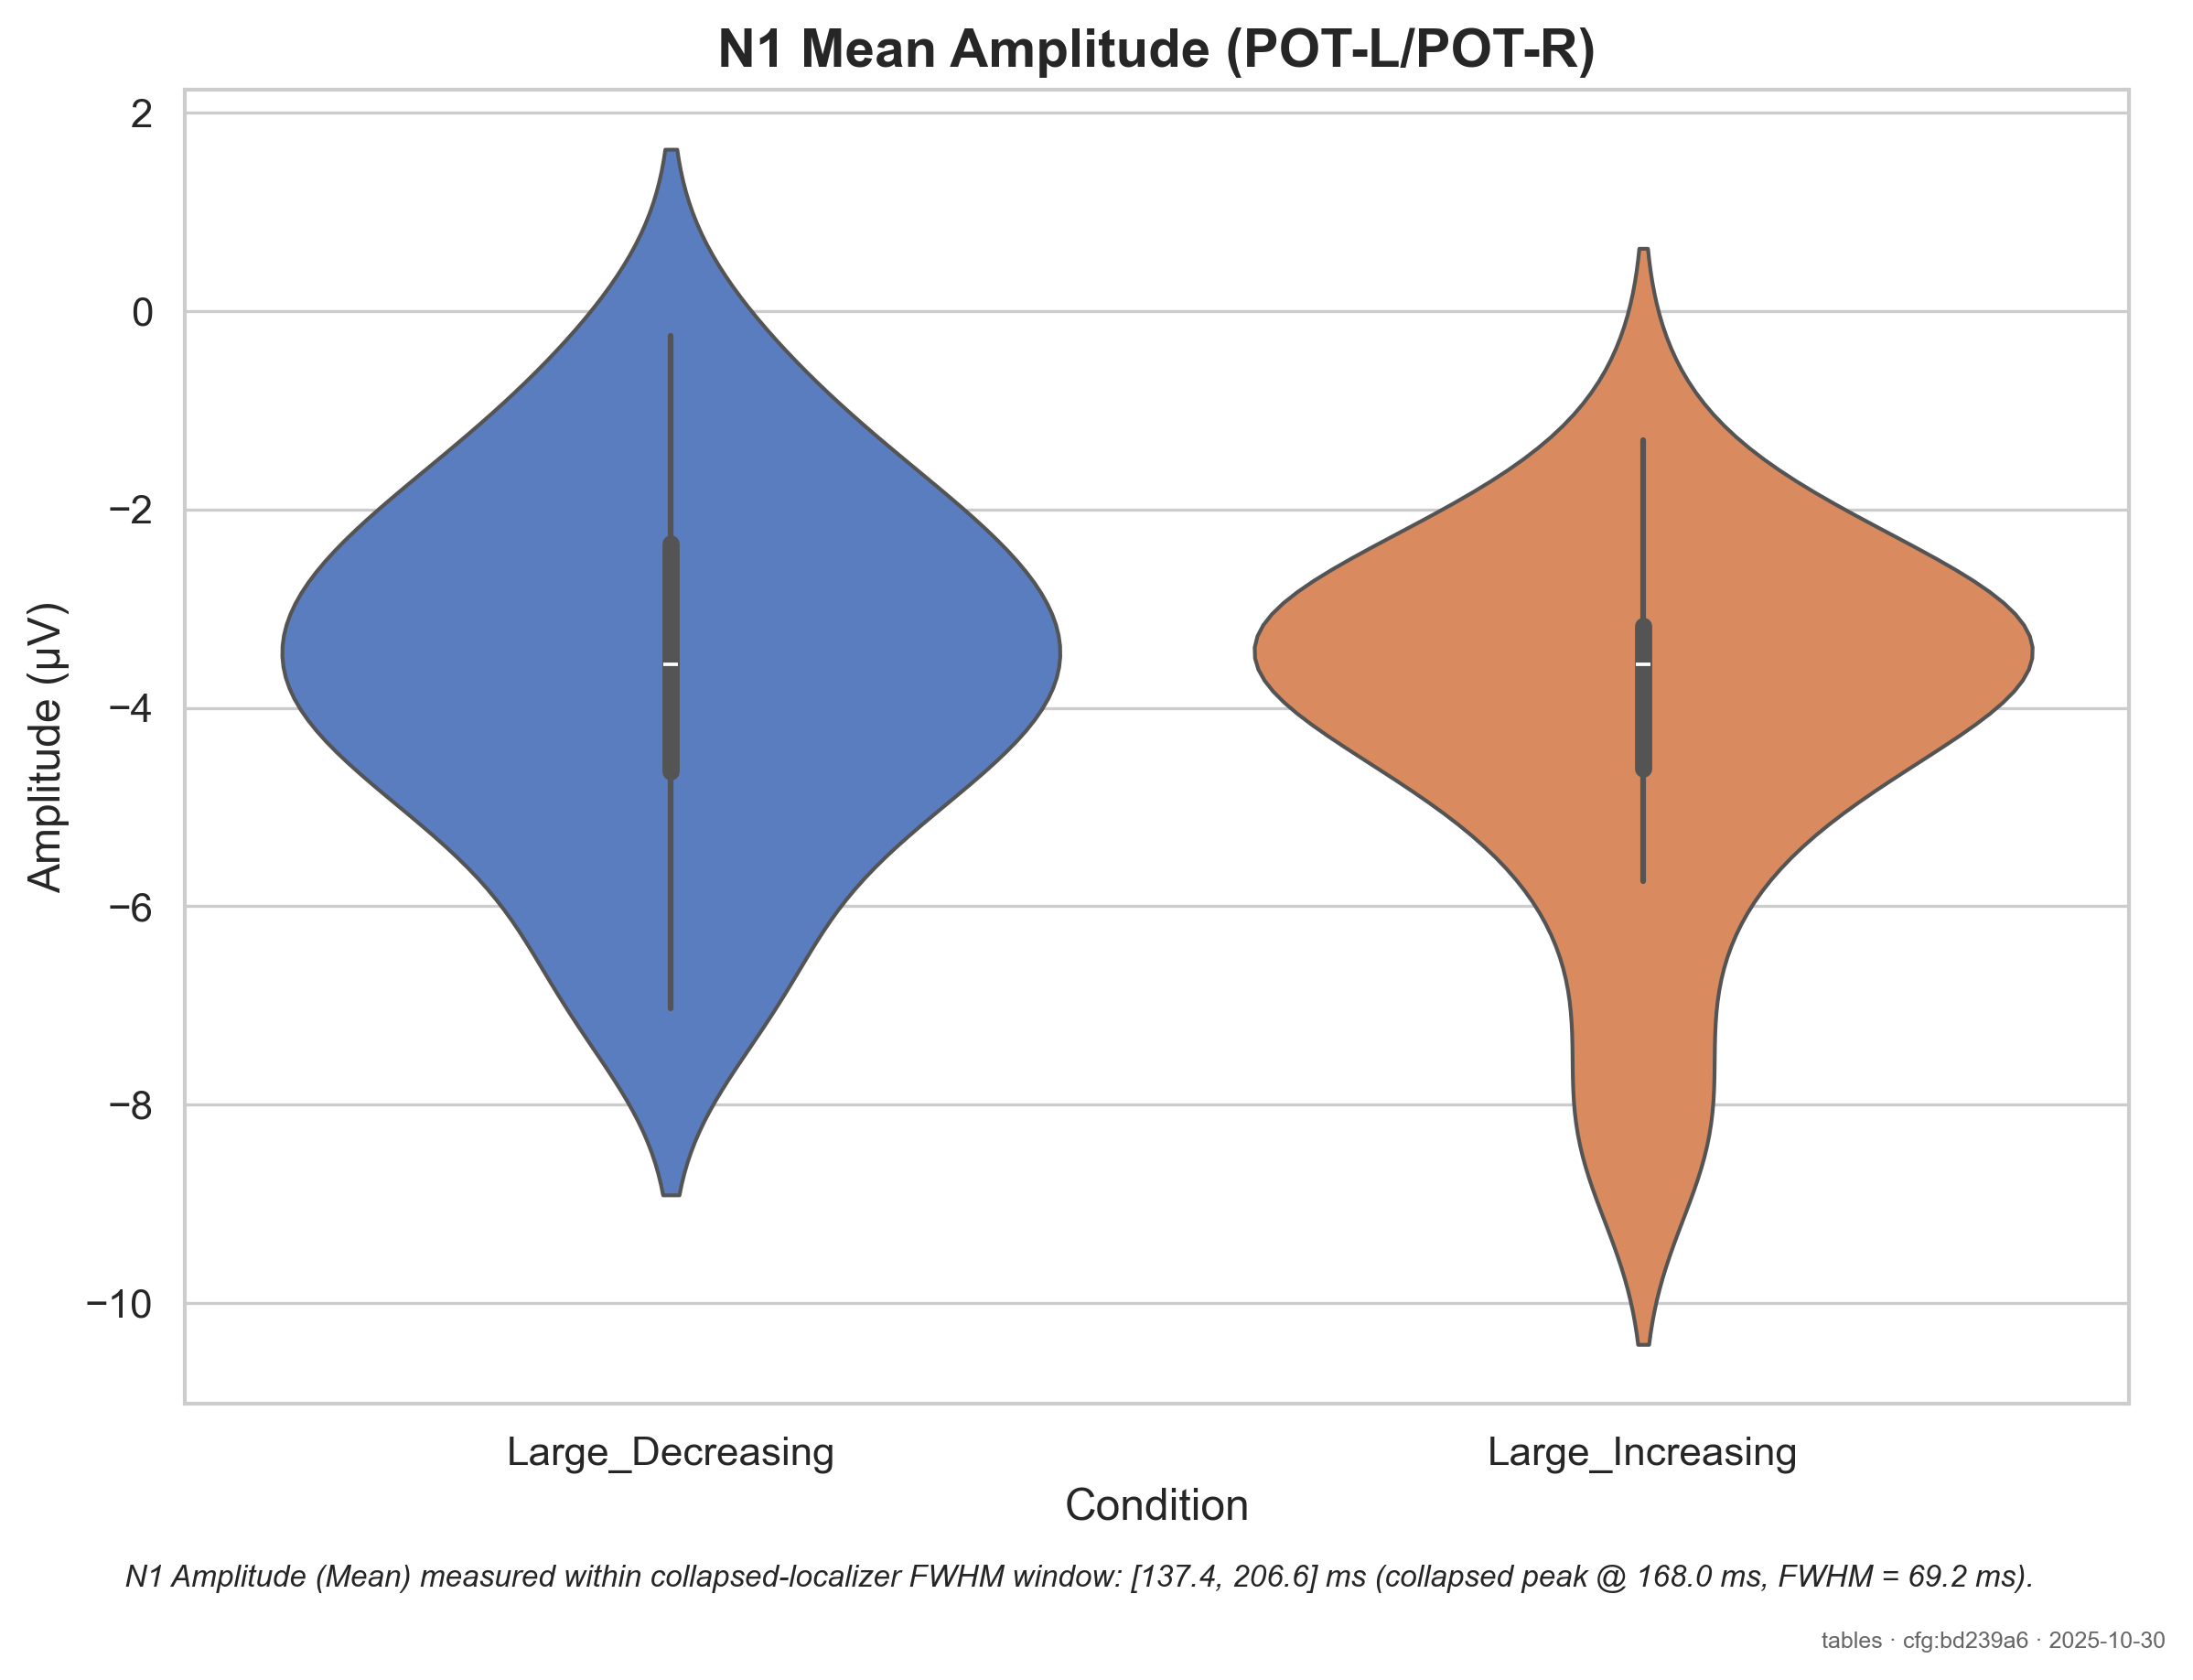 N1 Mean Amplitude (POT-L/POT-R)
Amplitude (µV)
2
0
−2
−4
−6
−8
−10
Large_Decreasing
Large_Increasing
Condition
N1 Amplitude (Mean) measured within collapsed-localizer FWHM window: [137.4, 206.6] ms (collapsed peak @ 168.0 ms, FWHM = 69.2 ms).
tables · cfg:bd239a6 · 2025-10-30